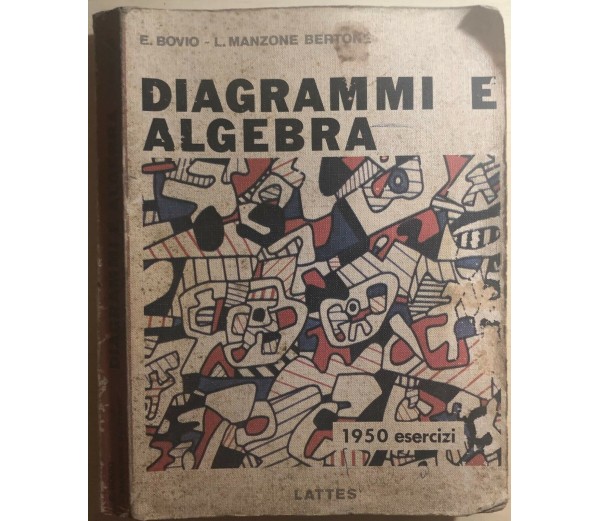 E. BOVIO - L. MANZONE BERTONE
DIAGRAMMI E
ALGEBRA
1950 esercizi
LATTES